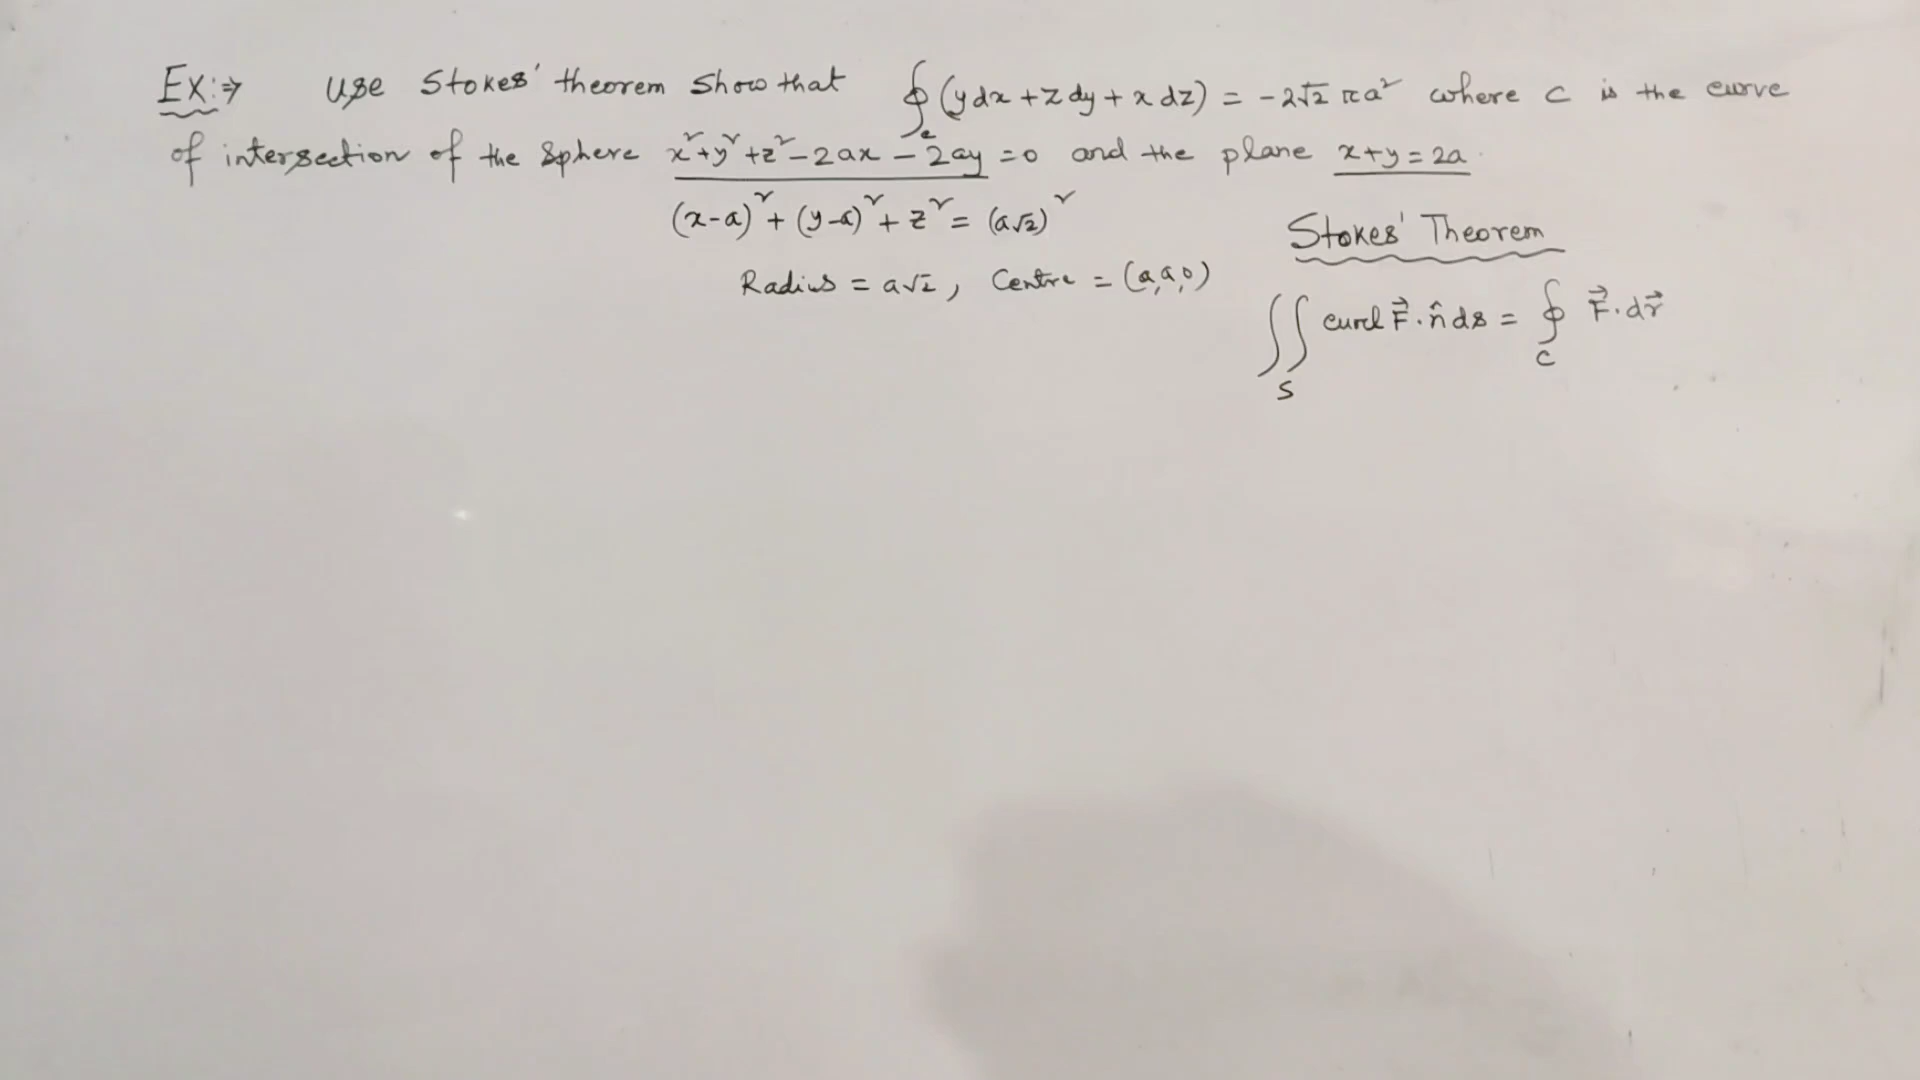 Ex:⇒ Use Stokes' theorem show that ∮_c (y dx + z dy + x dz) = -2√2 πa² where c is the curve
of intersection of the sphere x²+y²+z²-2ax-2ay=0 and the plane x+y=2a.
(x-a)² + (y-a)² + z² = (a√2)²
Radius = a√2, Centre = (a,a,0)
Stokes' Theorem
∬_S curl F⃗ · n̂ ds = ∮_C F⃗ · dr⃗